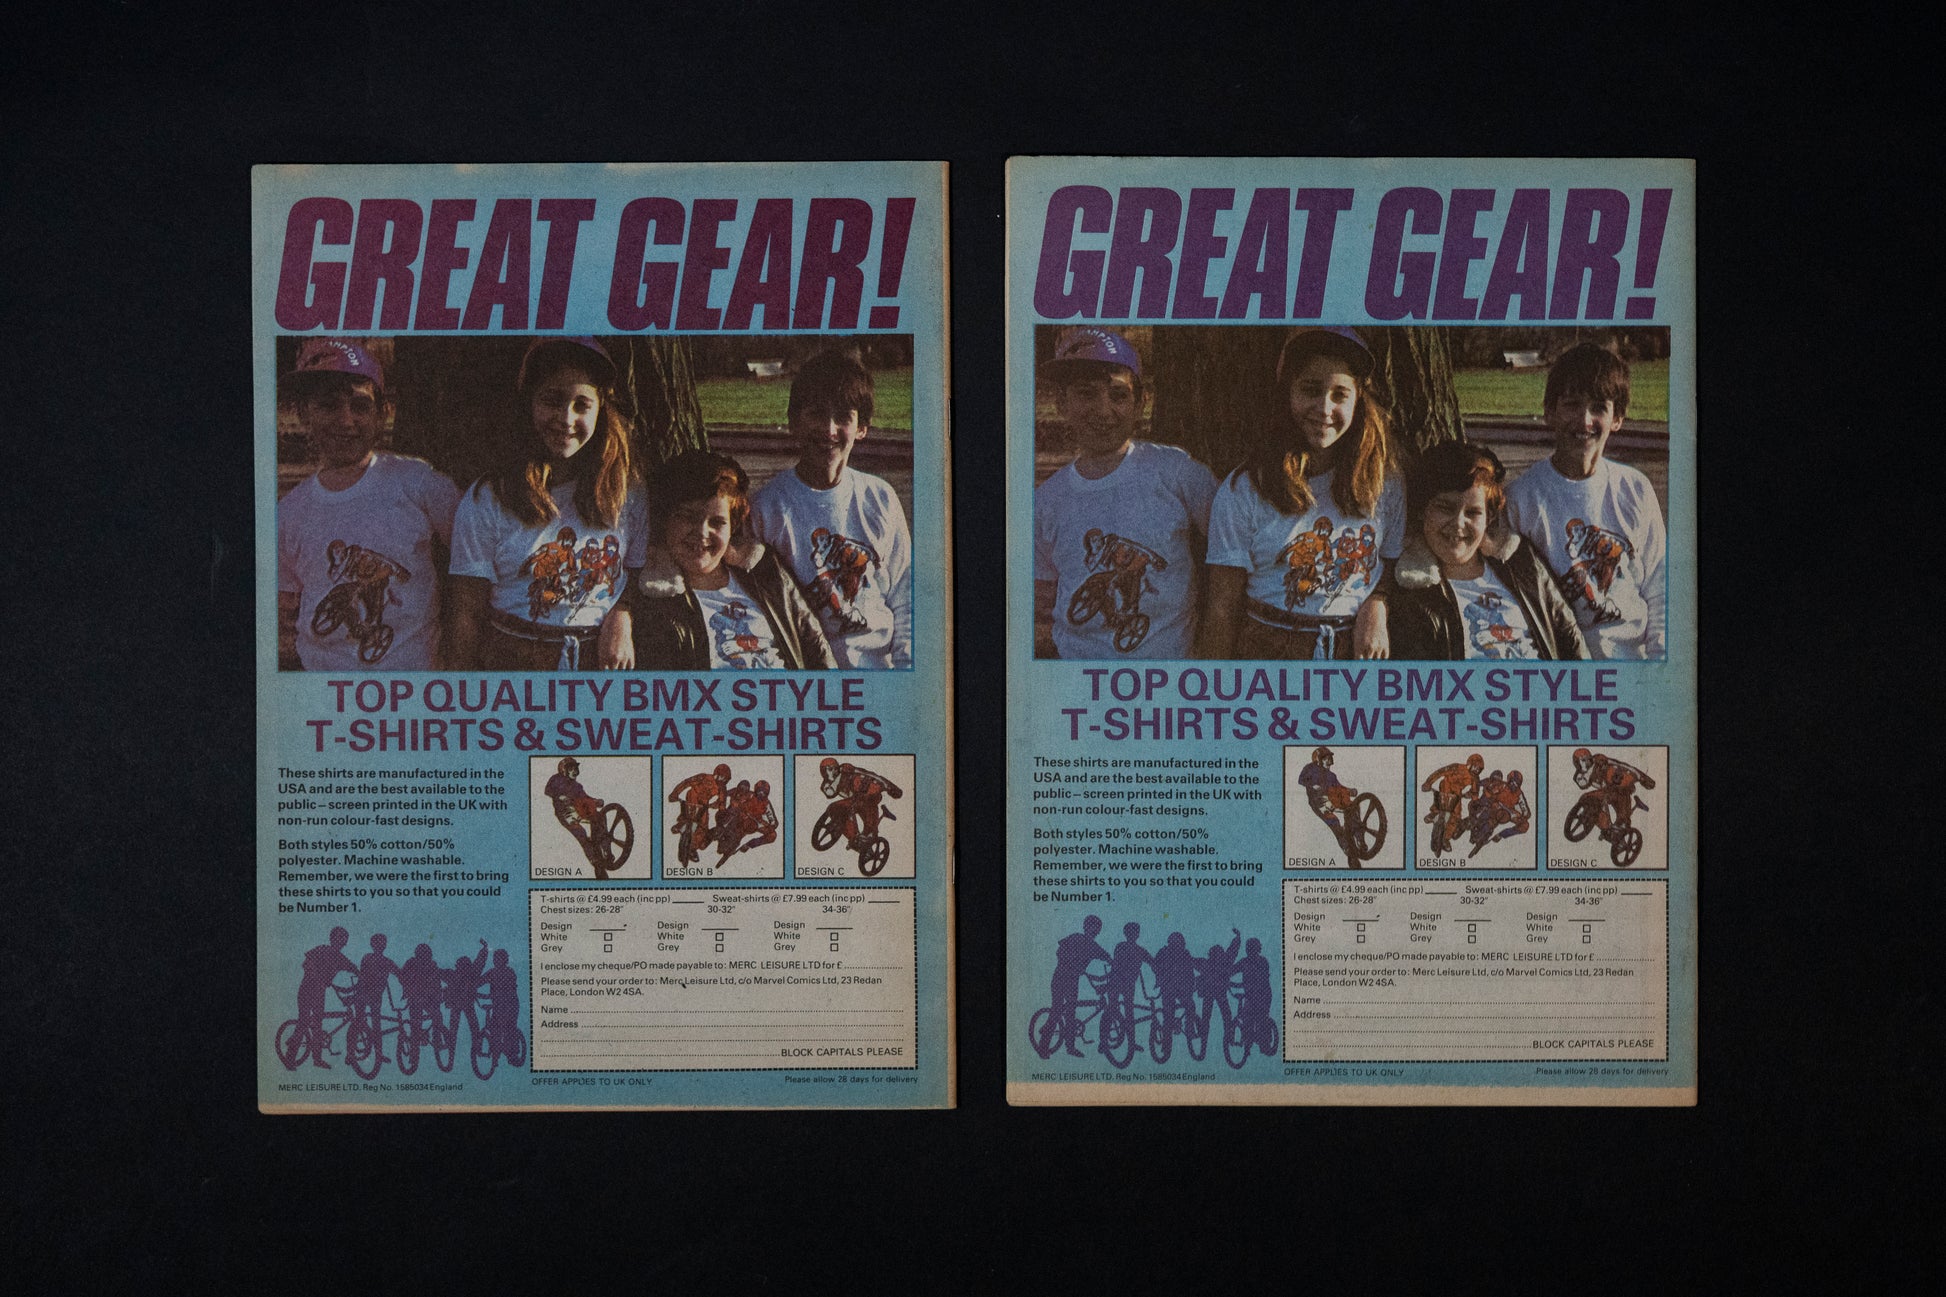 GREAT GEAR!
TOP QUALITY BMX STYLE
T-SHIRTS & SWEAT-SHIRTS
These shirts are manufactured in the
USA and are the best available to the
public – screen printed in the UK with
non-run colour-fast designs.
Both styles 50% cotton/50%
polyester. Machine washable.
Remember, we were the first to bring
these shirts to you so that you could
be Number 1.
DESIGN A
DESIGN B
DESIGN C
T-shirts @ £4.99 each (inc pp) Sweat-shirts @ £7.99 each (inc pp)
Chest sizes: 26-28" 30-32" 34-36"
Design Design Design
White White White
Grey Grey Grey
I enclose my cheque/PO made payable to: MERC LEISURE LTD for £
Please send your order to: Merc Leisure Ltd, c/o Marvel Comics Ltd, 23 Redan
Place, London W2 4SA.
Name
Address
BLOCK CAPITALS PLEASE
MERC LEISURE LTD. Reg No. 1585034 England
OFFER APPLIES TO UK ONLY
Please allow 28 days for delivery
GREAT GEAR!
TOP QUALITY BMX STYLE
T-SHIRTS & SWEAT-SHIRTS
These shirts are manufactured in the
USA and are the best available to the
public – screen printed in the UK with
non-run colour-fast designs.
Both styles 50% cotton/50%
polyester. Machine washable.
Remember, we were the first to bring
these shirts to you so that you could
be Number 1.
DESIGN A
DESIGN B
DESIGN C
T-shirts @ £4.99 each (inc pp) Sweat-shirts @ £7.99 each (inc pp)
Chest sizes: 26-28" 30-32" 34-36"
Design Design Design
White White White
Grey Grey Grey
I enclose my cheque/PO made payable to: MERC LEISURE LTD for £
Please send your order to: Merc Leisure Ltd, c/o Marvel Comics Ltd, 23 Redan
Place, London W2 4SA.
Name
Address
BLOCK CAPITALS PLEASE
MERC LEISURE LTD. Reg No. 1585034 England
OFFER APPLIES TO UK ONLY
Please allow 28 days for delivery